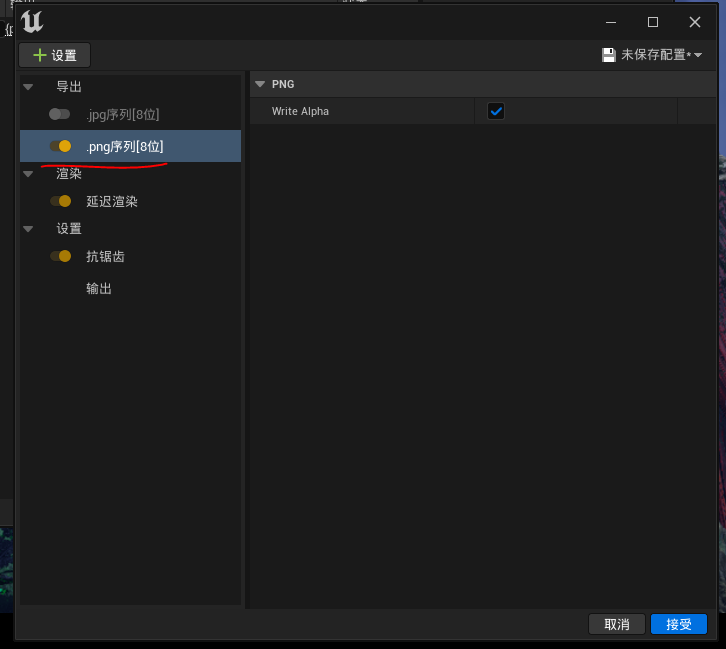 设置
未保存配置*
导出
PNG
.jpg序列[8位]
Write Alpha
.png序列[8位]
渲染
延迟渲染
设置
抗锯齿
输出
取消
接受